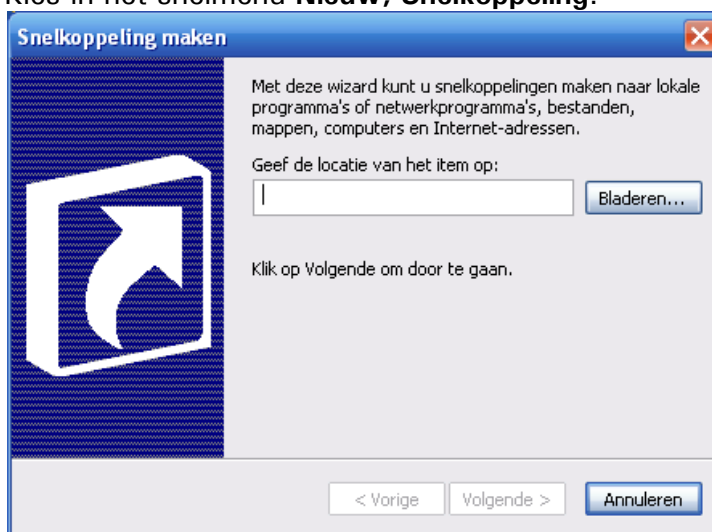 Kies in het snelmenu Nieuw, Snelkoppeling.
Snelkoppeling maken
Met deze wizard kunt u snelkoppelingen maken naar lokale
programma's of netwerkprogramma's, bestanden,
mappen, computers en Internet-adressen.
Geef de locatie van het item op:
Bladeren...
Klik op Volgende om door te gaan.
< Vorige
Volgende >
Annuleren